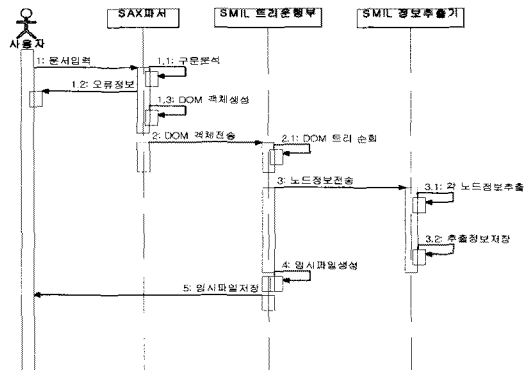 SAX파서
SMIL 트리운행부
SMIL 정보추출기
사용자
1: 문서입력
1.1: 구문분석
1.2: 오류정보
1.3: DOM 객체생성
2: DOM 객체전송
2.1: DOM 트리 순회
3: 노드정보전송
3.1: 각 노드정보추출
3.2: 추출정보저장
4: 임시파일생성
5: 임시파일저장